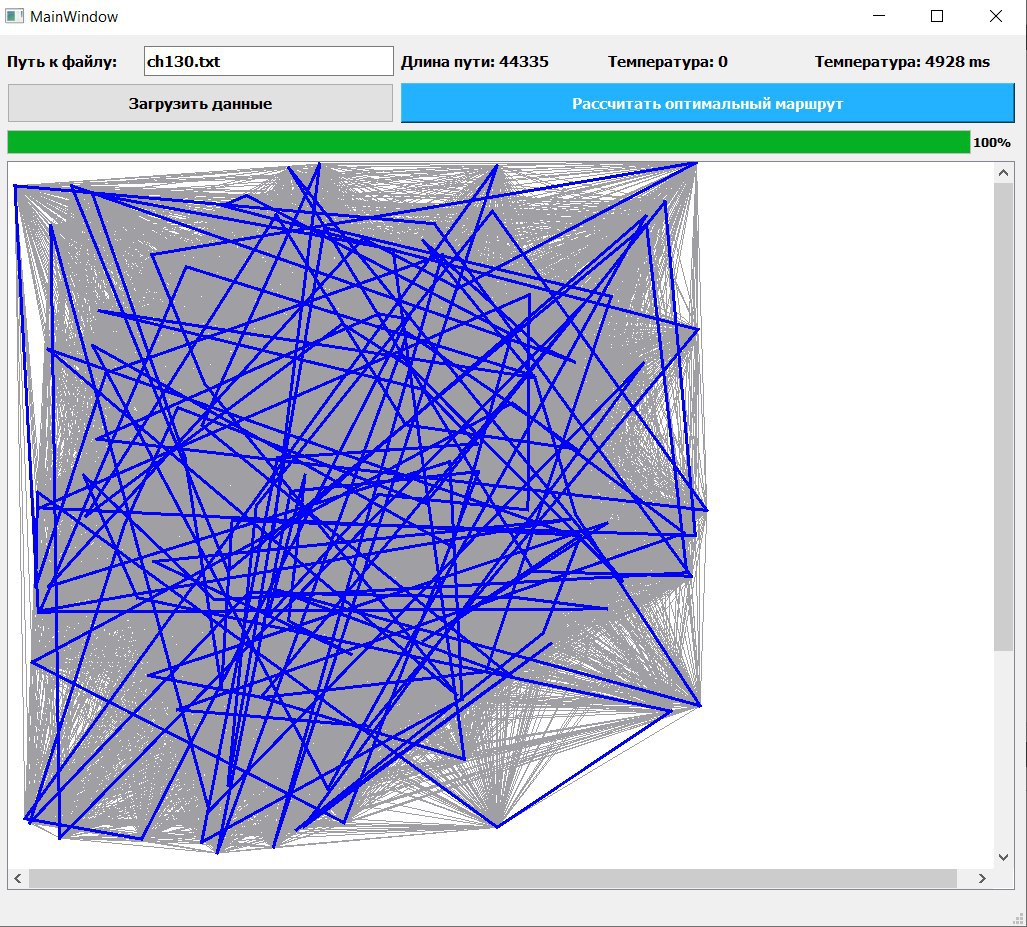 MainWindow
Путь к файлу: ch130.txt Длина пути: 44335 Температура: 0 Температура: 4928 ms
Загрузить данные Рассчитать оптимальный маршрут
100%